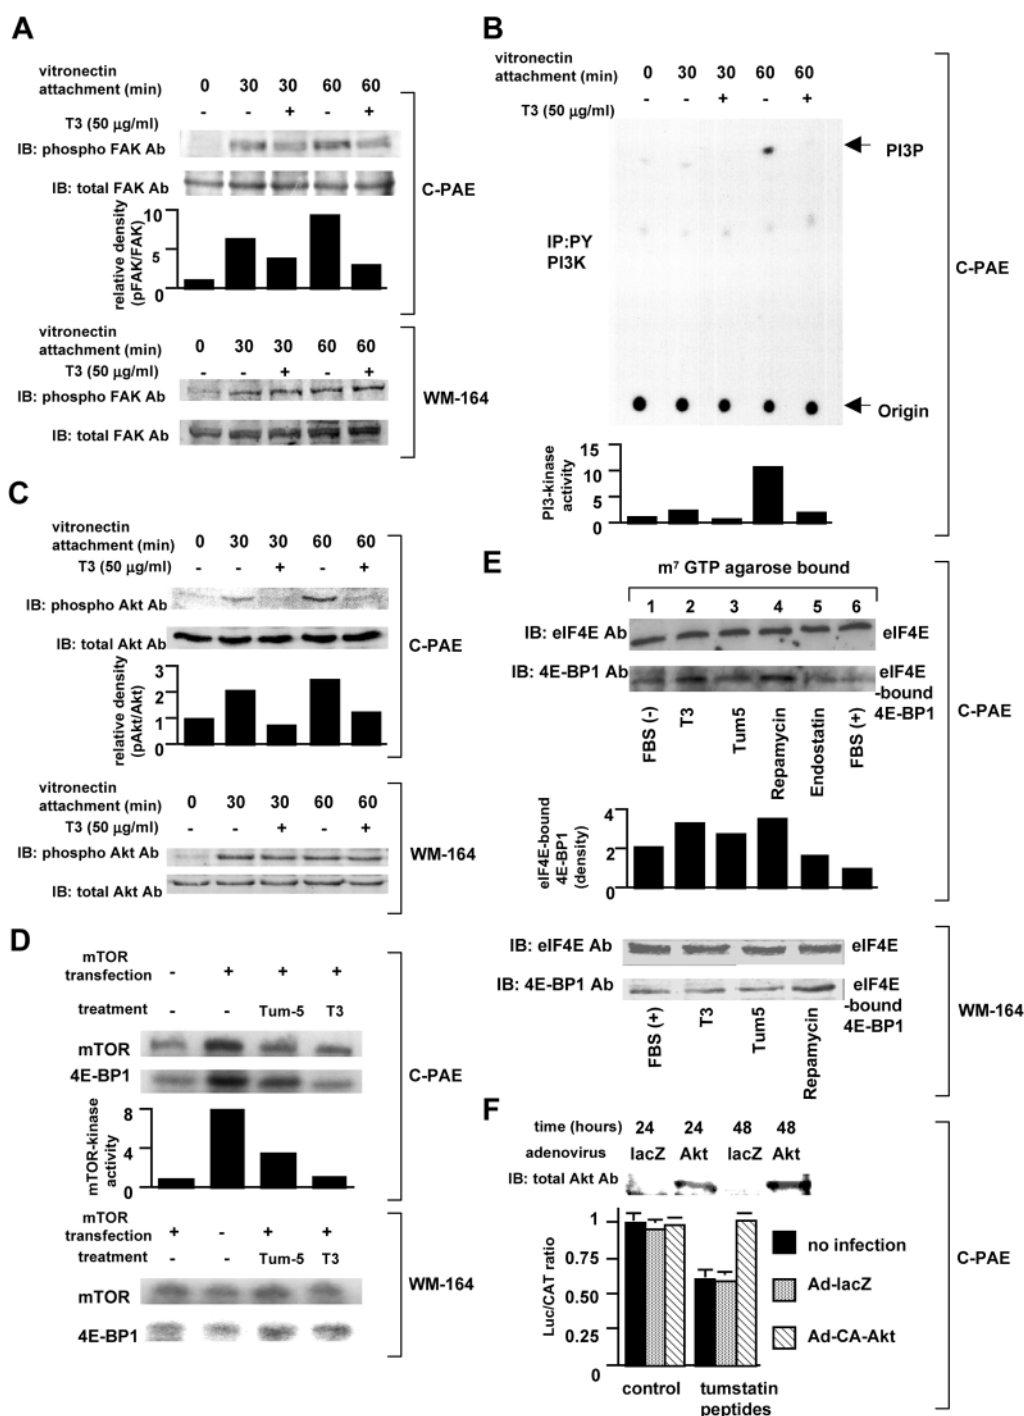 A
vitronectin
attachment (min) 0 30 30 60 60
T3 (50 μg/ml) - - + - +
IB: phospho FAK Ab
IB: total FAK Ab
C-PAE
relative density
(pFAK/FAK)
10
5
0
vitronectin
attachment (min) 0 30 30 60 60
T3 (50 μg/ml) - - + - +
IB: phospho FAK Ab
IB: total FAK Ab
WM-164
B
vitronectin
attachment (min) 0 30 30 60 60
T3 (50 μg/ml) - - + - +
PI3P
IP:PY
PI3K
Origin
C-PAE
PI3-kinase
activity
15
10
5
0
C
vitronectin
attachment (min) 0 30 30 60 60
T3 (50 μg/ml) - - + - +
IB: phospho Akt Ab
IB: total Akt Ab
C-PAE
relative density
(pAkt/Akt)
3
2
1
0
vitronectin
attachment (min) 0 30 30 60 60
T3 (50 μg/ml) - - + - +
IB: phospho Akt Ab
IB: total Akt Ab
WM-164
D
mTOR
transfection - + + +
treatment - - Tum-5 T3
mTOR
4E-BP1
C-PAE
mTOR-kinase
activity
8
4
0
mTOR
transfection + - + +
treatment - - Tum-5 T3
mTOR
4E-BP1
WM-164
E
m⁷ GTP agarose bound
1 2 3 4 5 6
IB: eIF4E Ab eIF4E
IB: 4E-BP1 Ab eIF4E
-bound
4E-BP1
C-PAE
FBS (-) T3 Tum5 Repamycin Endostatin FBS (+)
eIF4E-bound
4E-BP1
(density)
4
2
0
IB: eIF4E Ab eIF4E
IB: 4E-BP1 Ab eIF4E
-bound
4E-BP1
WM-164
FBS (+) T3 Tum5 Repamycin
F
time (hours) 24 24 48 48
adenovirus lacZ Akt lacZ Akt
IB: total Akt Ab
Luc/CAT ratio
1
0.75
0.50
0.25
0
control tumstatin
peptides
no infection
Ad-lacZ
Ad-CA-Akt
C-PAE